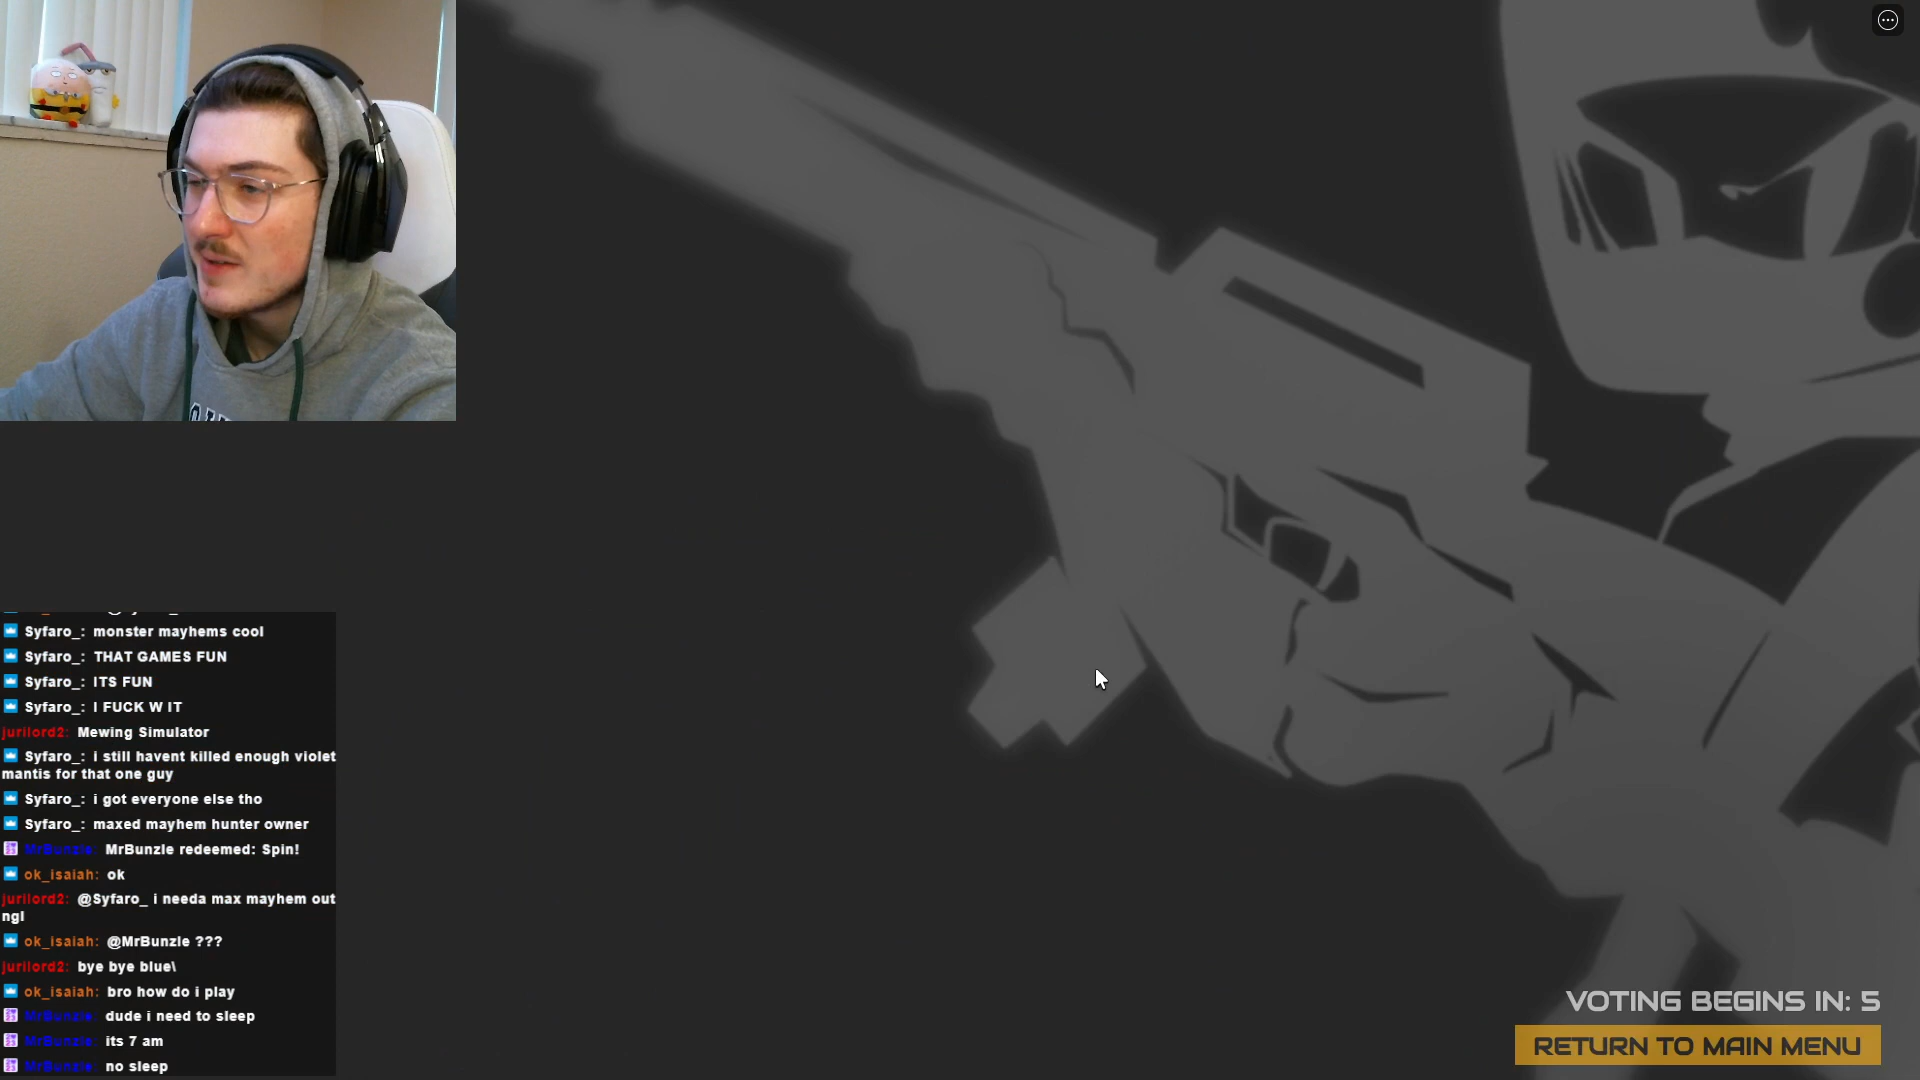 Syfaro_: monster mayhems cool
Syfaro_: THAT GAMES FUN
Syfaro_: ITS FUN
Syfaro_: I FUCK W IT
jurilord2: Mewing Simulator
Syfaro_: i still havent killed enough violet
mantis for that one guy
Syfaro_: i got everyone else tho
Syfaro_: maxed mayhem hunter owner
MrBunzle: MrBunzle redeemed: Spin!
ok_isaiah: ok
jurilord2: @Syfaro_ i needa max mayhem out
ngl
ok_isaiah: @MrBunzle ???
jurilord2: bye bye blue\
ok_isaiah: bro how do i play
MrBunzle: dude i need to sleep
MrBunzle: its 7 am
MrBunzle: no sleep
VOTING BEGINS IN: 5
RETURN TO MAIN MENU